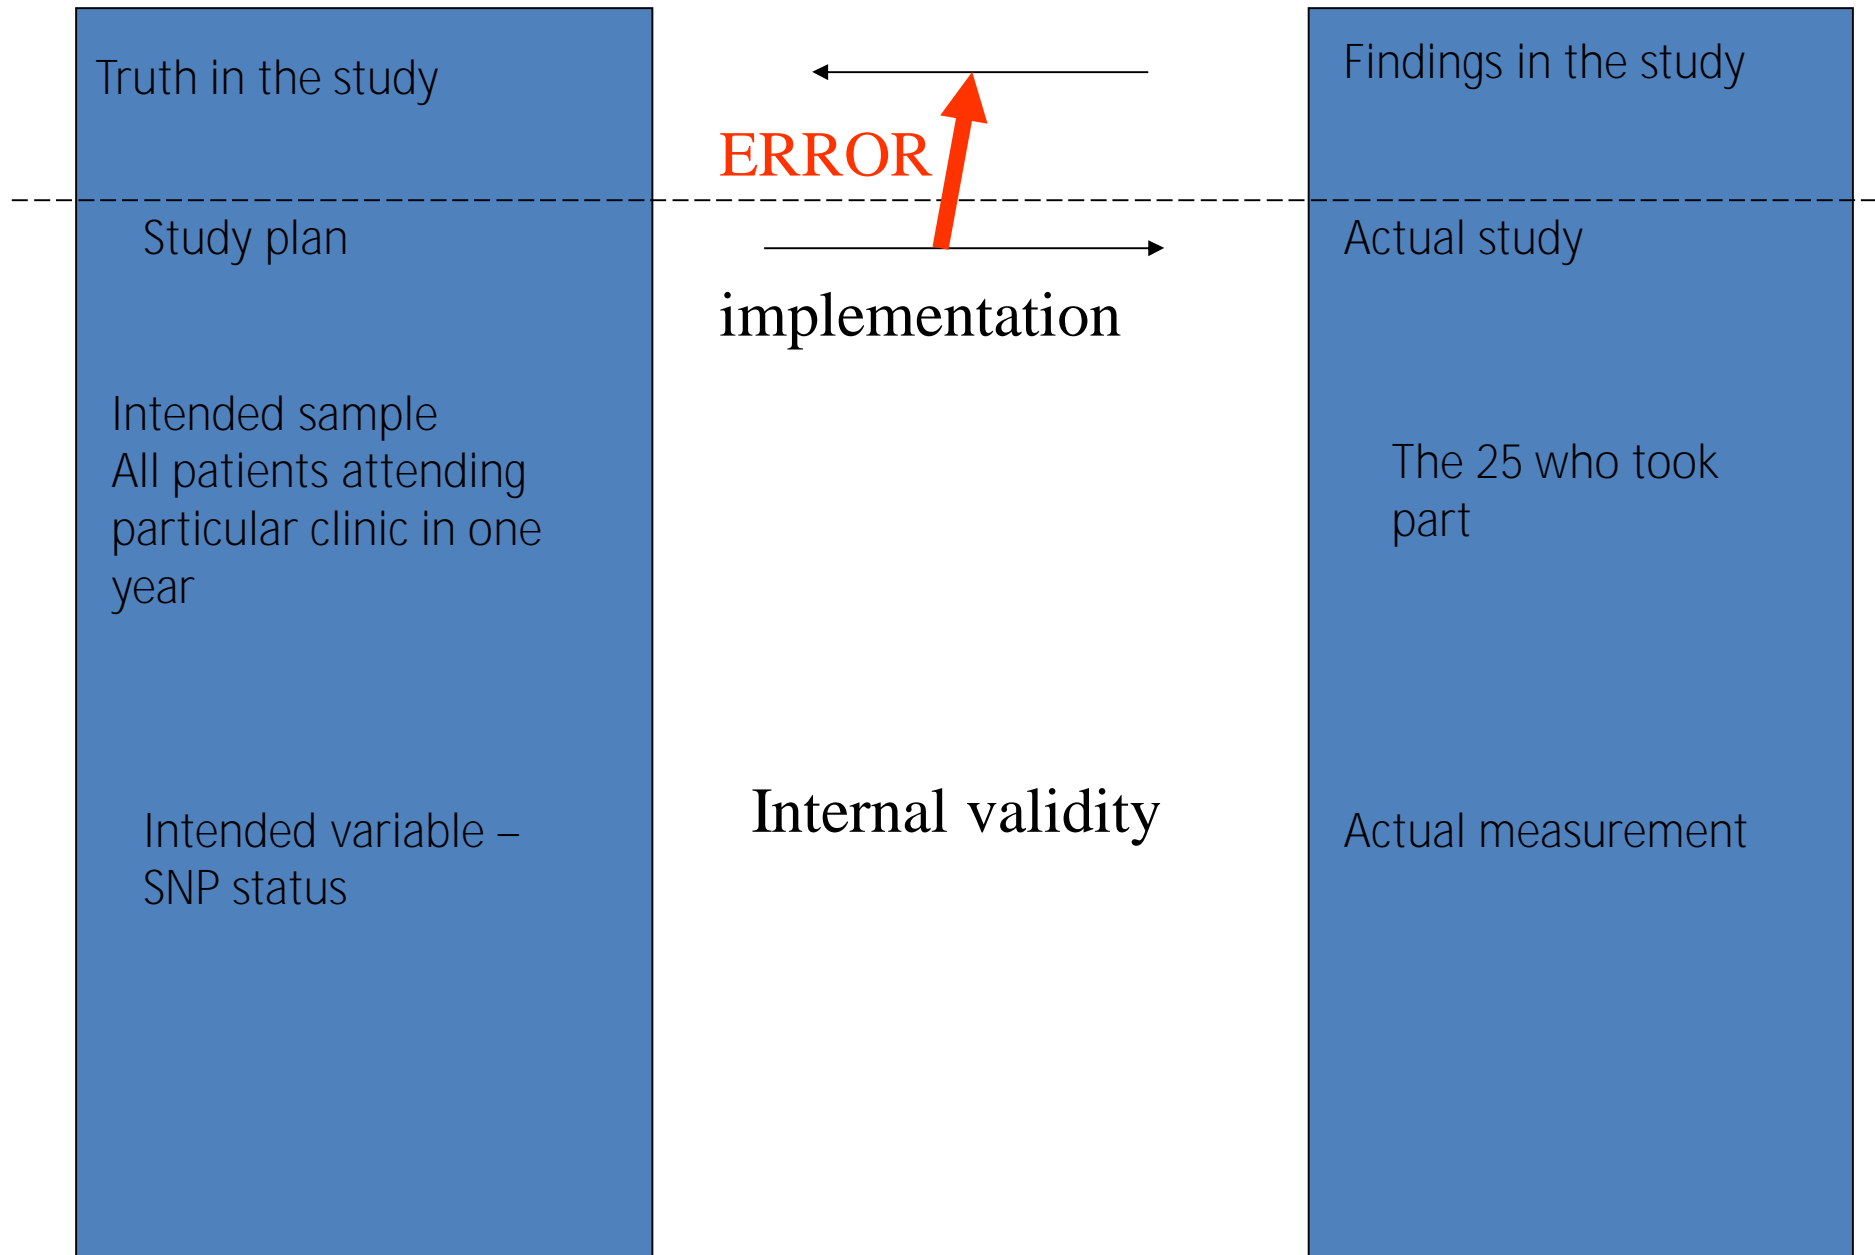 Truth in the study
Findings in the study
ERROR
Study plan
Actual study
implementation
Intended sample
All patients attending
particular clinic in one
year
The 25 who took
part
Internal validity
Intended variable –
SNP status
Actual measurement